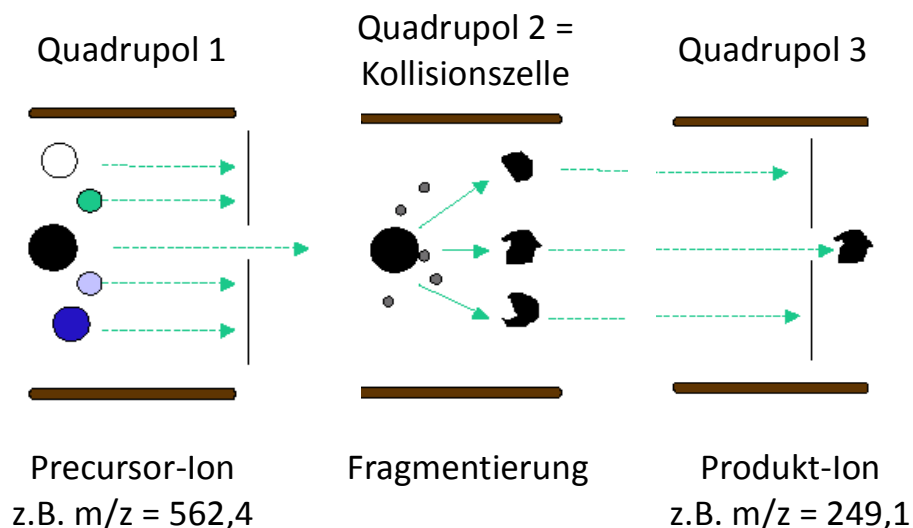 Quadrupol 1
Quadrupol 2 =
Kollisionszelle
Quadrupol 3
Precursor-Ion
z.B. m/z = 562,4
Fragmentierung
Produkt-Ion
z.B. m/z = 249,1